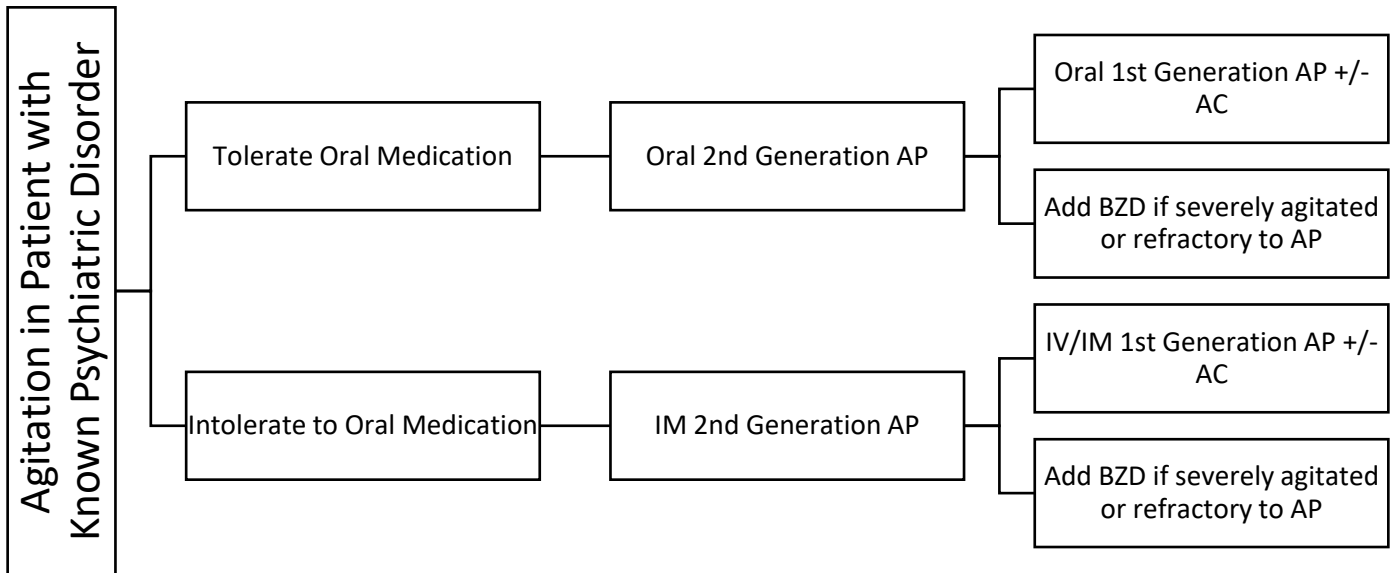 Agitation in Patient with
Known Psychiatric Disorder
Tolerate Oral Medication
Oral 2nd Generation AP
Oral 1st Generation AP +/-
AC
Add BZD if severely agitated
or refractory to AP
Intolerate to Oral Medication
IM 2nd Generation AP
IV/IM 1st Generation AP +/-
AC
Add BZD if severely agitated
or refractory to AP